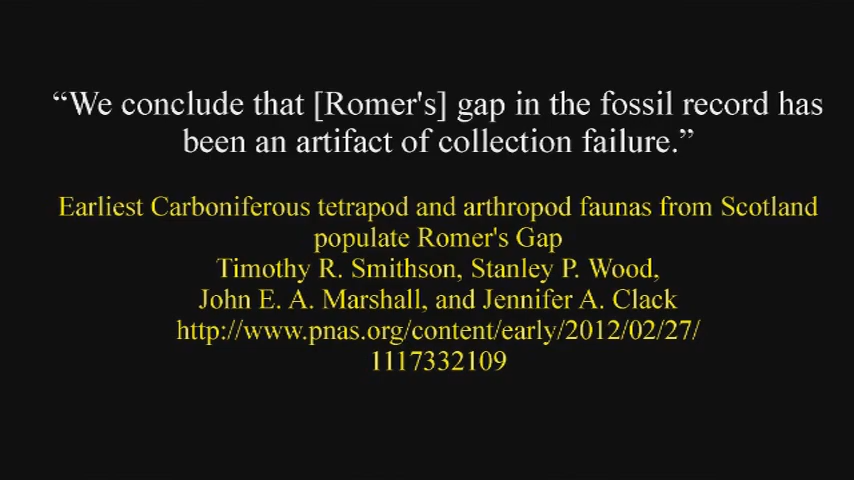 “We conclude that [Romer's] gap in the fossil record has
been an artifact of collection failure.”
Earliest Carboniferous tetrapod and arthropod faunas from Scotland
populate Romer's Gap
Timothy R. Smithson, Stanley P. Wood,
John E. A. Marshall, and Jennifer A. Clack
http://www.pnas.org/content/early/2012/02/27/
1117332109